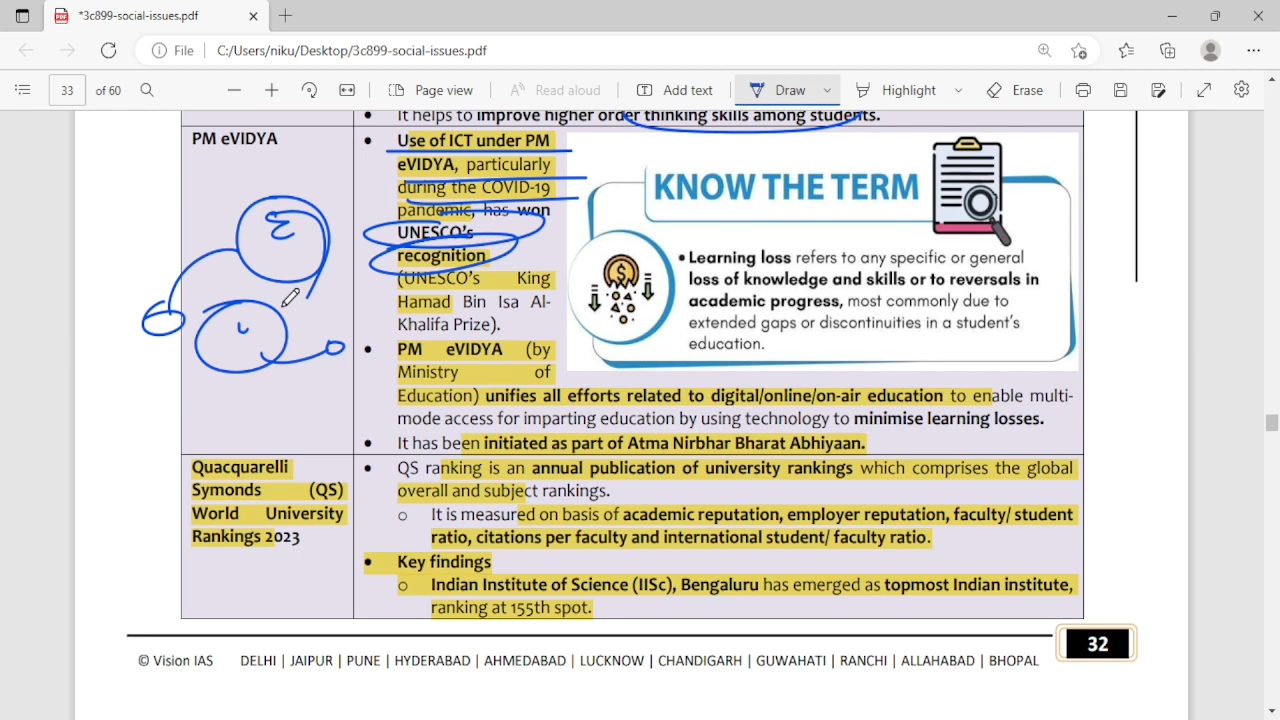 *3c899-social-issues.pdf
File C:/Users/niku/Desktop/3c899-social-issues.pdf
33 of 60 Page view Read aloud Add text Draw Highlight Erase
It helps to improve higher order thinking skills among students.
PM eVIDYA
• Use of ICT under PM
eVIDYA, particularly
during the COVID-19
pandemic, has won
UNESCO's
recognition
(UNESCO's King
Hamad Bin Isa Al-
Khalifa Prize).
KNOW THE TERM
• Learning loss refers to any specific or general
loss of knowledge and skills or to reversals in
academic progress, most commonly due to
extended gaps or discontinuities in a student's
education.
• PM eVIDYA (by
Ministry of
Education) unifies all efforts related to digital/online/on-air education to enable multi-
mode access for imparting education by using technology to minimise learning losses.
• It has been initiated as part of Atma Nirbhar Bharat Abhiyaan.
Quacquarelli
Symonds (QS)
World University
Rankings 2023
• QS ranking is an annual publication of university rankings which comprises the global
overall and subject rankings.
o It is measured on basis of academic reputation, employer reputation, faculty/ student
ratio, citations per faculty and international student/ faculty ratio.
• Key findings
o Indian Institute of Science (IISc), Bengaluru has emerged as topmost Indian institute,
ranking at 155th spot.
© Vision IAS DELHI | JAIPUR | PUNE | HYDERABAD | AHMEDABAD | LUCKNOW | CHANDIGARH | GUWAHATI | RANCHI | ALLAHABAD | BHOPAL
32